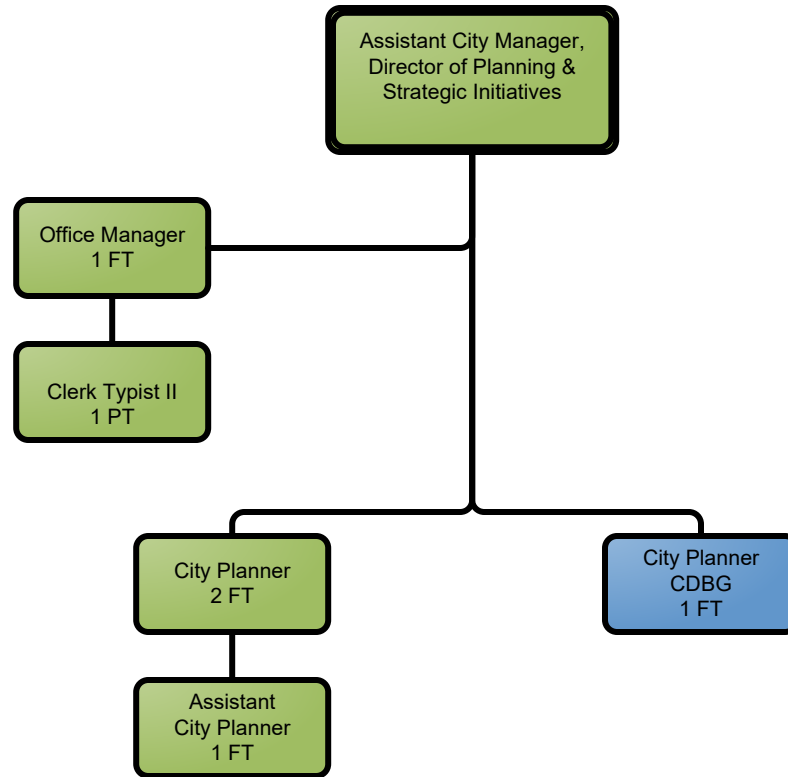 Assistant City Manager,
Director of Planning &
Strategic Initiatives
Office Manager
1 FT
Clerk Typist II
1 PT
City Planner
2 FT
City Planner
CDBG
1 FT
Assistant
City Planner
1 FT